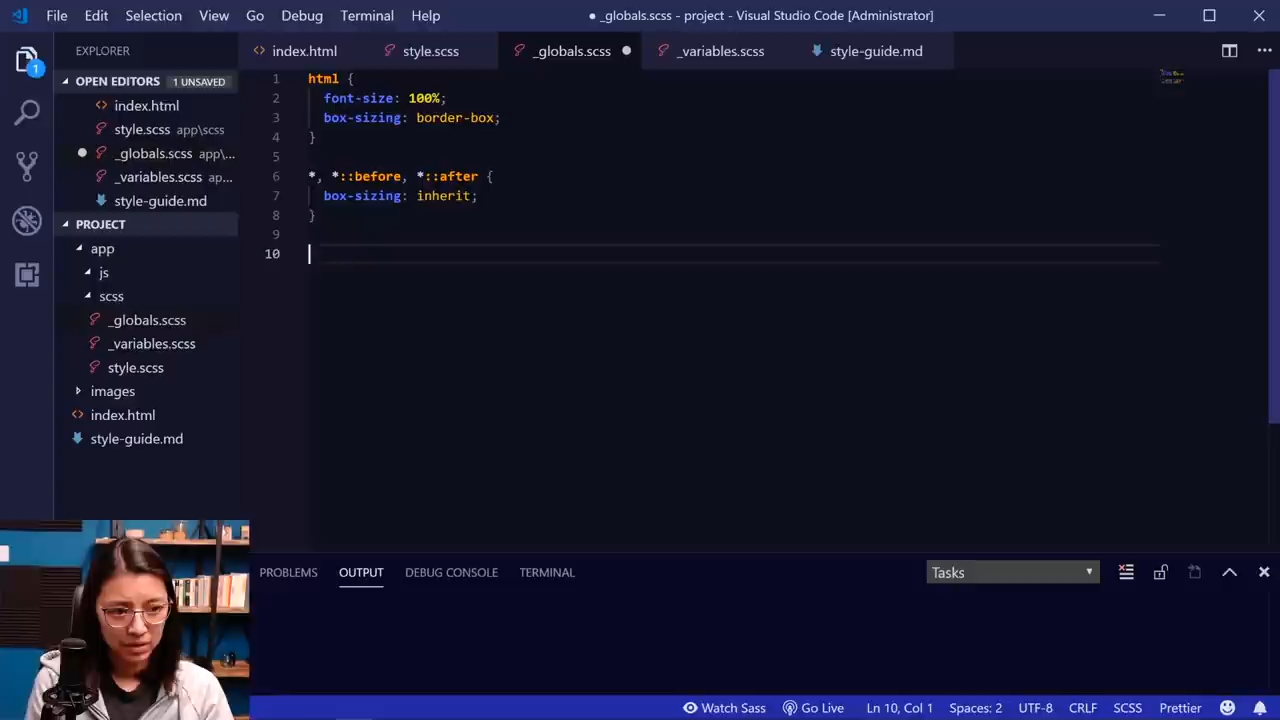 File Edit Selection View Go Debug Terminal Help
● _globals.scss - project - Visual Studio Code [Administrator]
EXPLORER
OPEN EDITORS 1 UNSAVED
index.html
style.scss app\scss
_globals.scss app\...
_variables.scss ap...
style-guide.md
PROJECT
app
js
scss
_globals.scss
_variables.scss
style.scss
images
index.html
style-guide.md
1
index.html style.scss _globals.scss _variables.scss style-guide.md
1 html {
2 font-size: 100%;
3 box-sizing: border-box;
4 }
5
6 *, *::before, *::after {
7 box-sizing: inherit;
8 }
9
10
PROBLEMS OUTPUT DEBUG CONSOLE TERMINAL Tasks
Watch Sass Go Live Ln 10, Col 1 Spaces: 2 UTF-8 CRLF SCSS Prettier